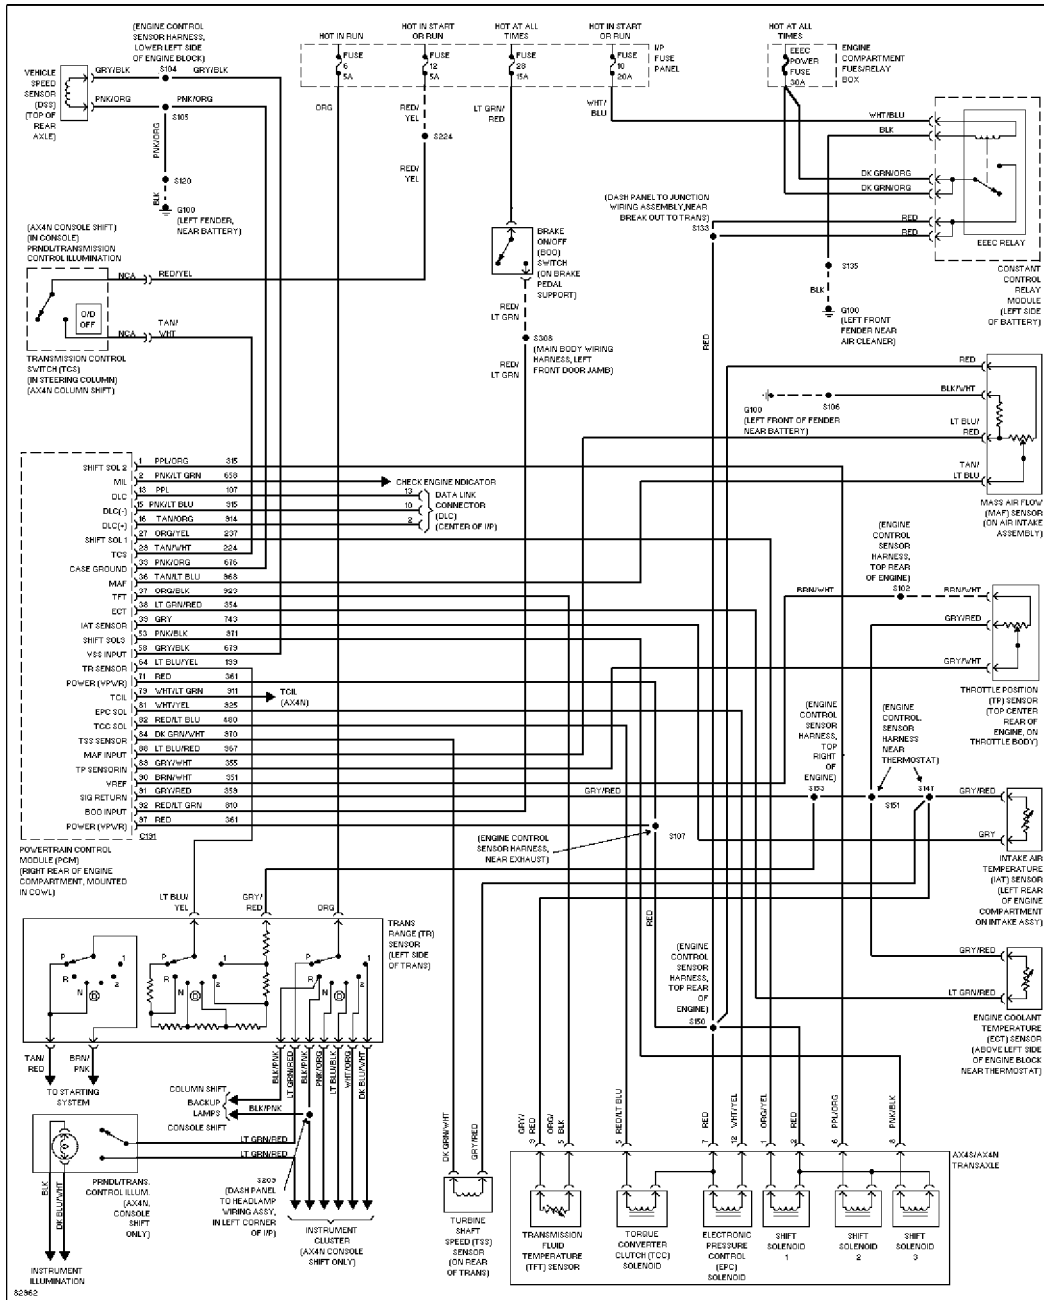 (ENGINE CONTROL
SENSOR HARNESS,
LOWER LEFT SIDE
OF ENGINE BLOCK)
S104
VEHICLE
SPEED
SENSOR
(DSS)
(TOP OF
REAR
AXLE)
GRY/BLK
GRY/BLK
PNK/ORG
PNK/ORG
S105
PNK/ORG
S120
BLK
G100
(LEFT FENDER,
NEAR BATTERY)
HOT IN RUN
HOT IN START
OR RUN
HOT AT ALL
TIMES
HOT IN START
OR RUN
HOT AT ALL
TIMES
FUSE
6
5A
FUSE
12
5A
FUSE
28
15A
FUSE
10
20A
I/P
FUSE
PANEL
EEEC
POWER
FUSE
30A
ENGINE
COMPARTMENT
FUES/RELAY
BOX
ORG
RED/
YEL
S224
RED/
YEL
LT GRN/
RED
WHT/
BLU
WHT/BLU
BLK
DK GRN/ORG
DK GRN/ORG
RED
RED
EEEC RELAY
CONSTANT
CONTROL
RELAY
MODULE
(LEFT SIDE
OF BATTERY)
(DASH PANEL TO JUNCTION
WIRING ASSEMBLY,NEAR
BREAK OUT TO TRANS)
S133
S135
BLK
G100
(LEFT FRONT
FENDER NEAR
AIR CLEANER)
(AX4N CONSOLE SHIFT)
(IN CONSOLE)
PRNDL/TRANSMISSION
CONTROL ILLUMINATION
NCA
RED/YEL
O/D
OFF
NCA
TAN/
WHT
TRANSMISSION CONTROL
SWITCH (TCS)
(IN STEERING COLUMN)
(AX4N COLUMN SHIFT)
BRAKE
ON/OFF
(BOO)
SWITCH
(ON BRAKE
PEDAL
SUPPORT)
RED/
LT GRN
S308
(MAIN BODY WIRING
HARNESS, LEFT
FRONT DOOR JAMB)
RED/
LT GRN
RED
RED
BLK/WHT
G100
(LEFT FRONT OF FENDER
NEAR BATTERY)
S106
LT BLU/
RED
TAN/
LT BLU
MASS AIR FLOW
(MAF) SENSOR
(ON AIR INTAKE
ASSEMBLY)
SHIFT SOL 2 1 PPL/ORG 315
MIL 2 PNK/LT GRN 658
DLC 13 PPL 107
DLC(-) 15 PNK/LT BLU 915
DLC(+) 16 TAN/ORG 914
SHIFT SOL 1 27 ORG/YEL 237
TCS 29 TAN/WHT 224
CASE GROUND 33 PNK/ORG 676
MAF 36 TAN/LT BLU 968
TFT 37 ORG/BLK 923
ECT 38 LT GRN/RED 354
IAT SENSOR 39 GRY 743
SHIFT SOL3 53 PNK/BLK 971
VSS INPUT 58 GRY/BLK 679
TR SENSOR 64 LT BLU/YEL 199
POWER (VPWR) 71 RED 361
TCIL 79 WHT/LT GRN 911
EPC SOL 81 WHT/YEL 925
TCC SOL 82 RED/LT BLU 480
TSS SENSOR 84 DK GRN/WHT 970
MAF INPUT 88 LT BLU/RED 967
TP SENSORIN 89 GRY/WHT 355
VREF 90 BRN/WHT 351
SIG RETURN 91 GRY/RED 359
BOO INPUT 92 RED/LT GRN 810
POWER (VPWR) 97 RED 361
C191
CHECK ENGINE INDICATOR
13
10
2
DATA LINK
CONNECTOR
(DLC)
(CENTER OF I/P)
TCIL
(AX4N)
POWERTRAIN CONTROL
MODULE (PCM)
(RIGHT REAR OF ENGINE
COMPARTMENT, MOUNTED
IN COWL)
(ENGINE
CONTROL
SENSOR
HARNESS,
TOP REAR
OF ENGINE)
S102
BRN/WHT
BRN/WHT
GRY/RED
GRY/WHT
THROTTLE POSITION
(TP) SENSOR
(TOP CENTER
REAR OF
ENGINE, ON
THROTTLE BODY)
(ENGINE
CONTROL
SENSOR
HARNESS,
TOP
RIGHT
OF
ENGINE)
S153
(ENGINE
CONTROL
SENSOR
HARNESS
NEAR
THERMOSTAT)
S151
S141
GRY/RED
GRY/RED
GRY
INTAKE AIR
TEMPERATURE
(IAT) SENSOR
(LEFT REAR
OF ENGINE
COMPARTMENT
ON INTAKE ASSY)
(ENGINE CONTROL
SENSOR HARNESS,
NEAR EXHAUST)
S107
RED
LT BLU/
YEL
GRY/
RED
ORG
TRANS
RANGE (TR)
SENSOR
(LEFT SIDE
OF TRANS)
P
R
N
D
2
1
P
R
N
D
2
1
P
R
N
D
2
1
(ENGINE
CONTROL
SENSOR
HARNESS,
TOP REAR
OF
ENGINE)
S150
GRY/RED
LT GRN/RED
ENGINE COOLANT
TEMPERATURE
(ECT) SENSOR
(ABOVE LEFT SIDE
OF ENGINE BLOCK
NEAR THERMOSTAT)
TAN/
RED
BRN/
PNK
TO STARTING
SYSTEM
BLK/PNK
LT GRN/RED
BLK/PNK
PNK/ORG
LT BLU/BLK
WHT/ORG
DK BLU/WHT
COLUMN SHIFT
BACKUP
LAMPS
CONSOLE SHIFT
BLK/PNK
LT GRN/RED
LT GRN/RED
BLK
DK BLU/WHT
PRNDL/TRANS.
CONTROL ILLUM.
(AX4N,
CONSOLE
SHIFT
ONLY)
INSTRUMENT
ILLUMINATION
S209
(DASH PANEL
TO HEADLAMP
WIRING ASSY,
IN LEFT CORNER
OF I/P)
INSTRUMENT
CLUSTER
(AX4N CONSOLE
SHIFT ONLY)
DK GRN/WHT
GRY/RED
TURBINE
SHAFT
SPEED (TSS)
SENSOR
(ON REAR
OF TRANS)
GRY/
RED
ORG/
BLK
5
RED/LT BLU
5
RED
7
WHT/YEL
12
ORG/YEL
1
RED
2
PPL/ORG
6
PNK/BLK
8
AX4S/AX4N
TRANSAXLE
TRANSMISSION
FLUID
TEMPERATURE
(TFT) SENSOR
TORQUE
CONVERTER
CLUTCH (TCC)
SOLENOID
ELECTRONIC
PRESSURE
CONTROL
(EPC)
SOLENOID
SHIFT
SOLENOID
1
SHIFT
SOLENOID
2
SHIFT
SOLENOID
3
82962